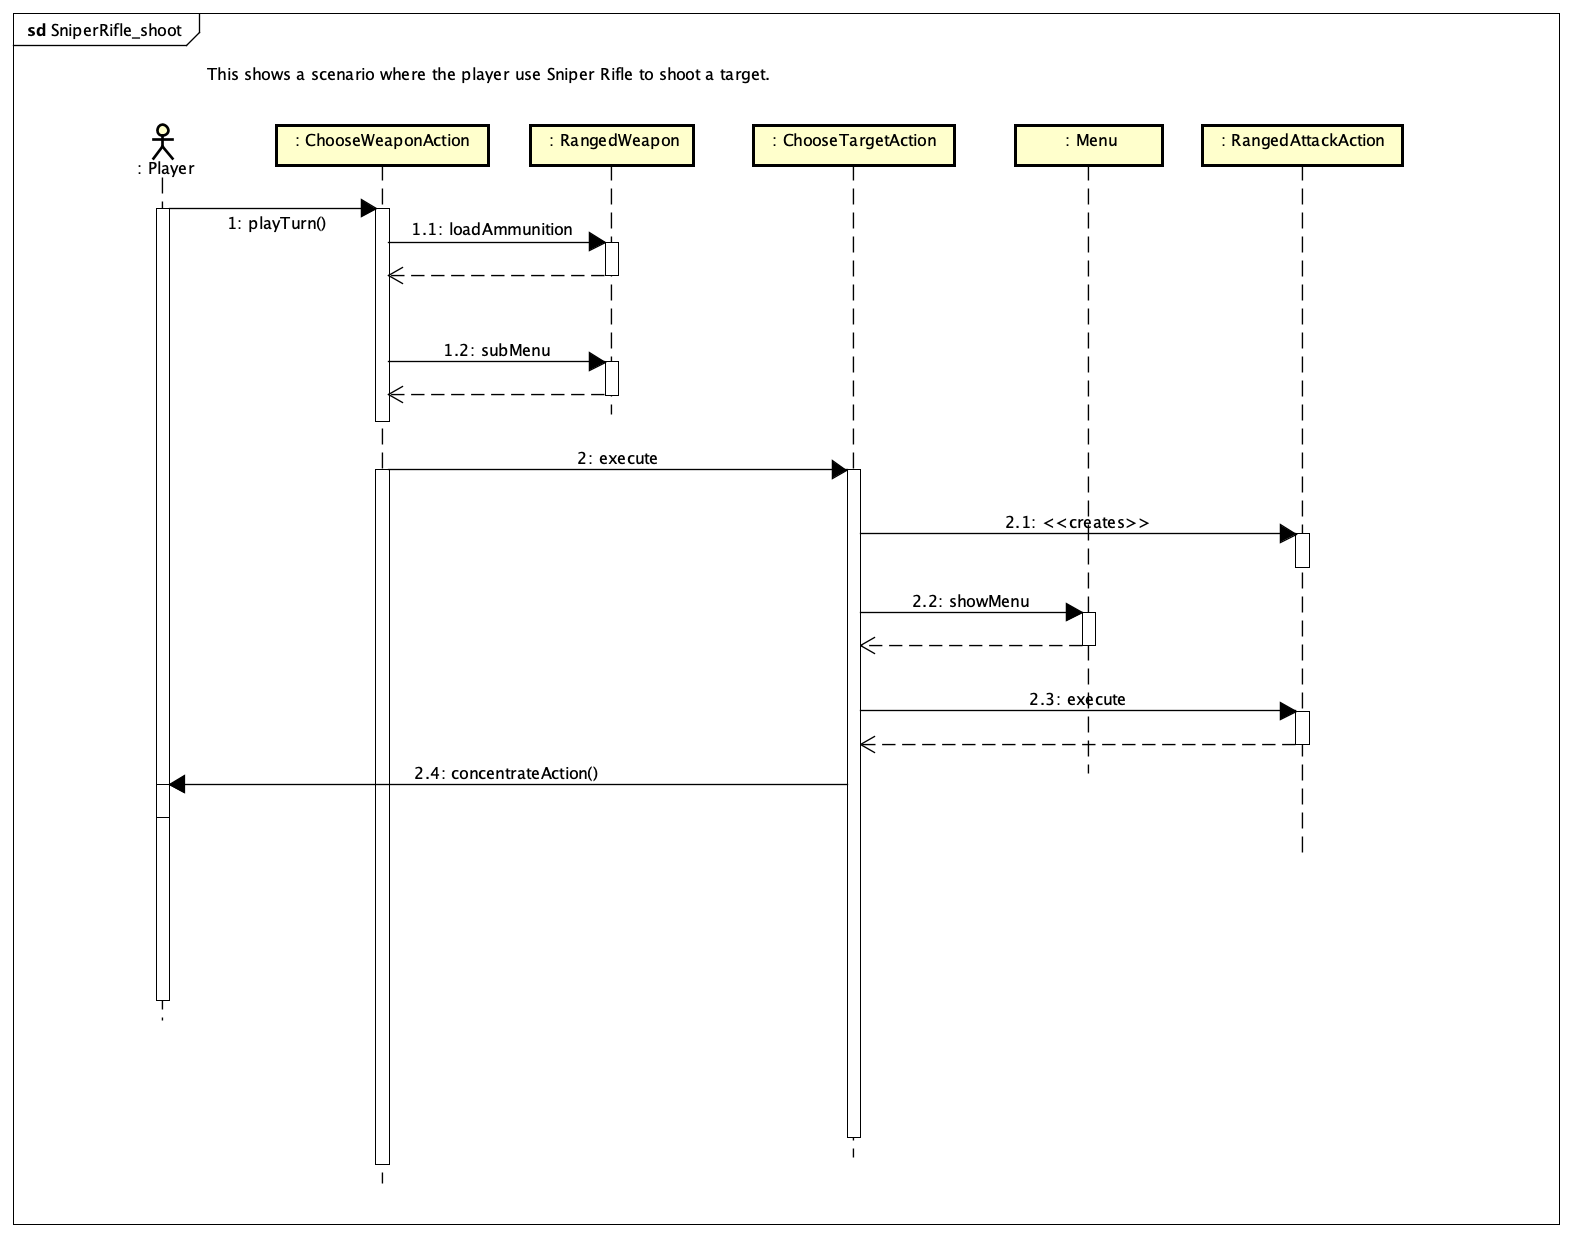 sd SniperRifle_shoot
This shows a scenario where the player use Sniper Rifle to shoot a target.
: Player
: ChooseWeaponAction
: RangedWeapon
: ChooseTargetAction
: Menu
: RangedAttackAction
1: playTurn()
1.1: loadAmmunition
1.2: subMenu
2: execute
2.1: <<creates>>
2.2: showMenu
2.3: execute
2.4: concentrateAction()